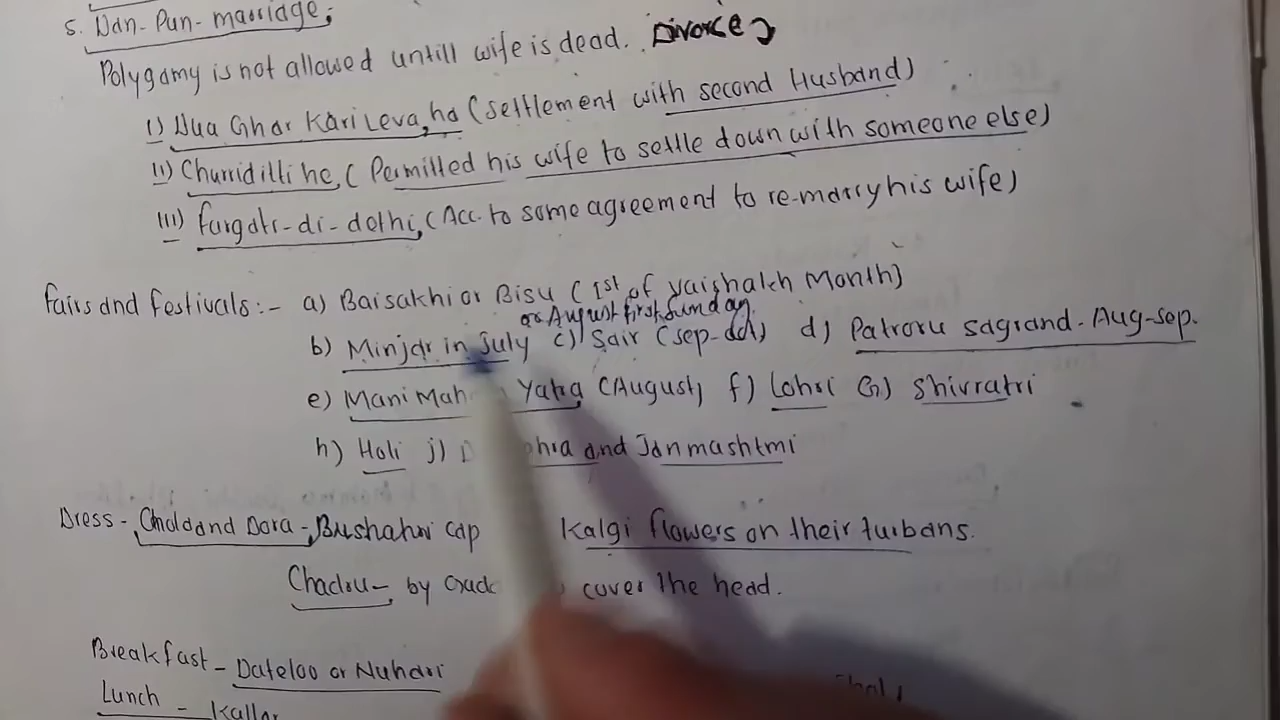 5. Dan-Pun-marriage:
Polygamy is not allowed untill wife is dead. Divorce
i) Dua Ghar Kari Leva, ha (settlement with second Husband)
ii) Churridilli he, (Permitted his wife to settle down with someone else)
iii) fargati-di-dethi, (Acc. to some agreement to re-marry his wife)
fairs and festivals:- a) Baisakhi or Bisu (1st of vaishakh Month)
or August first Sunday
b) Minjar in July c) Sair (sep-oct) d) Patroru sagrand-Aug-sep.
e) Mani Mah Yatra (August) f) Lohri G) Shivratri
h) Holi j) and Janmashtmi
Dress - Chola and Dora - Bushahri cap Kalgi flowers on their turbans.
Chadru-, by cover the head.
Breakfast - Dateloo or Nuhari
Lunch - Kallar